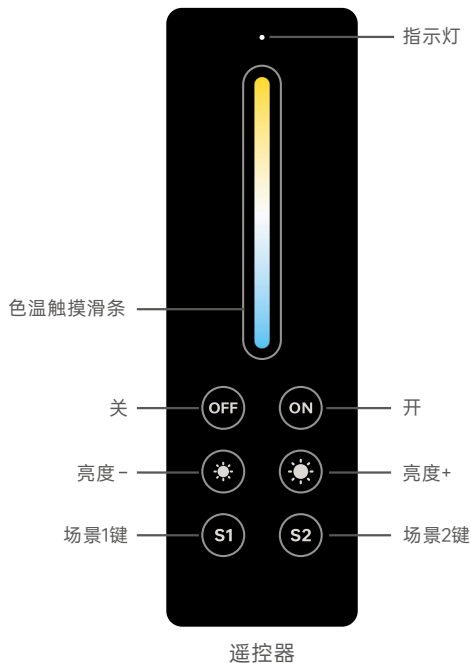 指示灯
色温触摸滑条
关
OFF
ON
开
亮度-
亮度+
场景1键
S1
S2
场景2键
遥控器